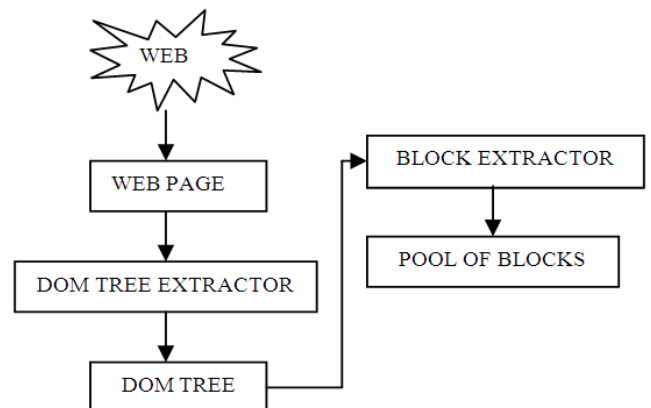 WEB
WEB PAGE
DOM TREE EXTRACTOR
DOM TREE
BLOCK EXTRACTOR
POOL OF BLOCKS